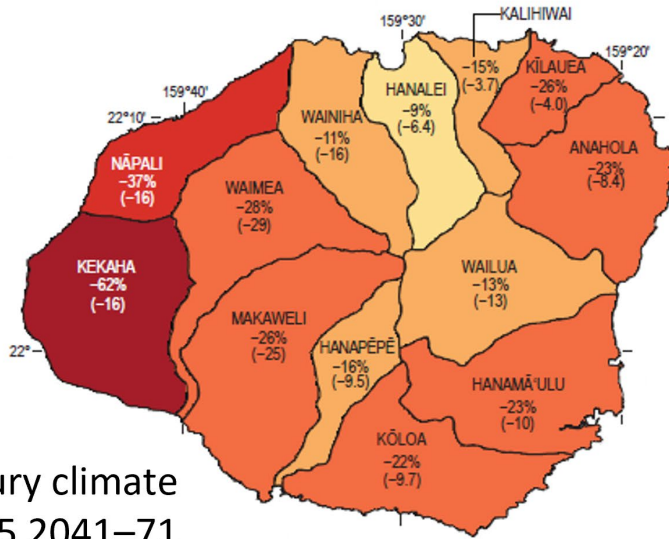 KALIHIWAI
159°30'
−15%
(−3.7)
159°20'
KĪLAUEA
−26%
(−4.0)
159°40'
HANALEI
−9%
(−6.4)
22°10'
WAINIHA
−11%
(−16)
ANAHOLA
−23%
(−8.4)
NĀPALI
−37%
(−16)
WAIMEA
−28%
(−29)
KEKAHA
−62%
(−16)
WAILUA
−13%
(−13)
MAKAWELI
−26%
(−25)
22°
HANAPĒPĒ
−16%
(−9.5)
HANAMĀʻULU
−23%
(−10)
KŌLOA
−22%
(−9.7)
ury climate
5 2041–71